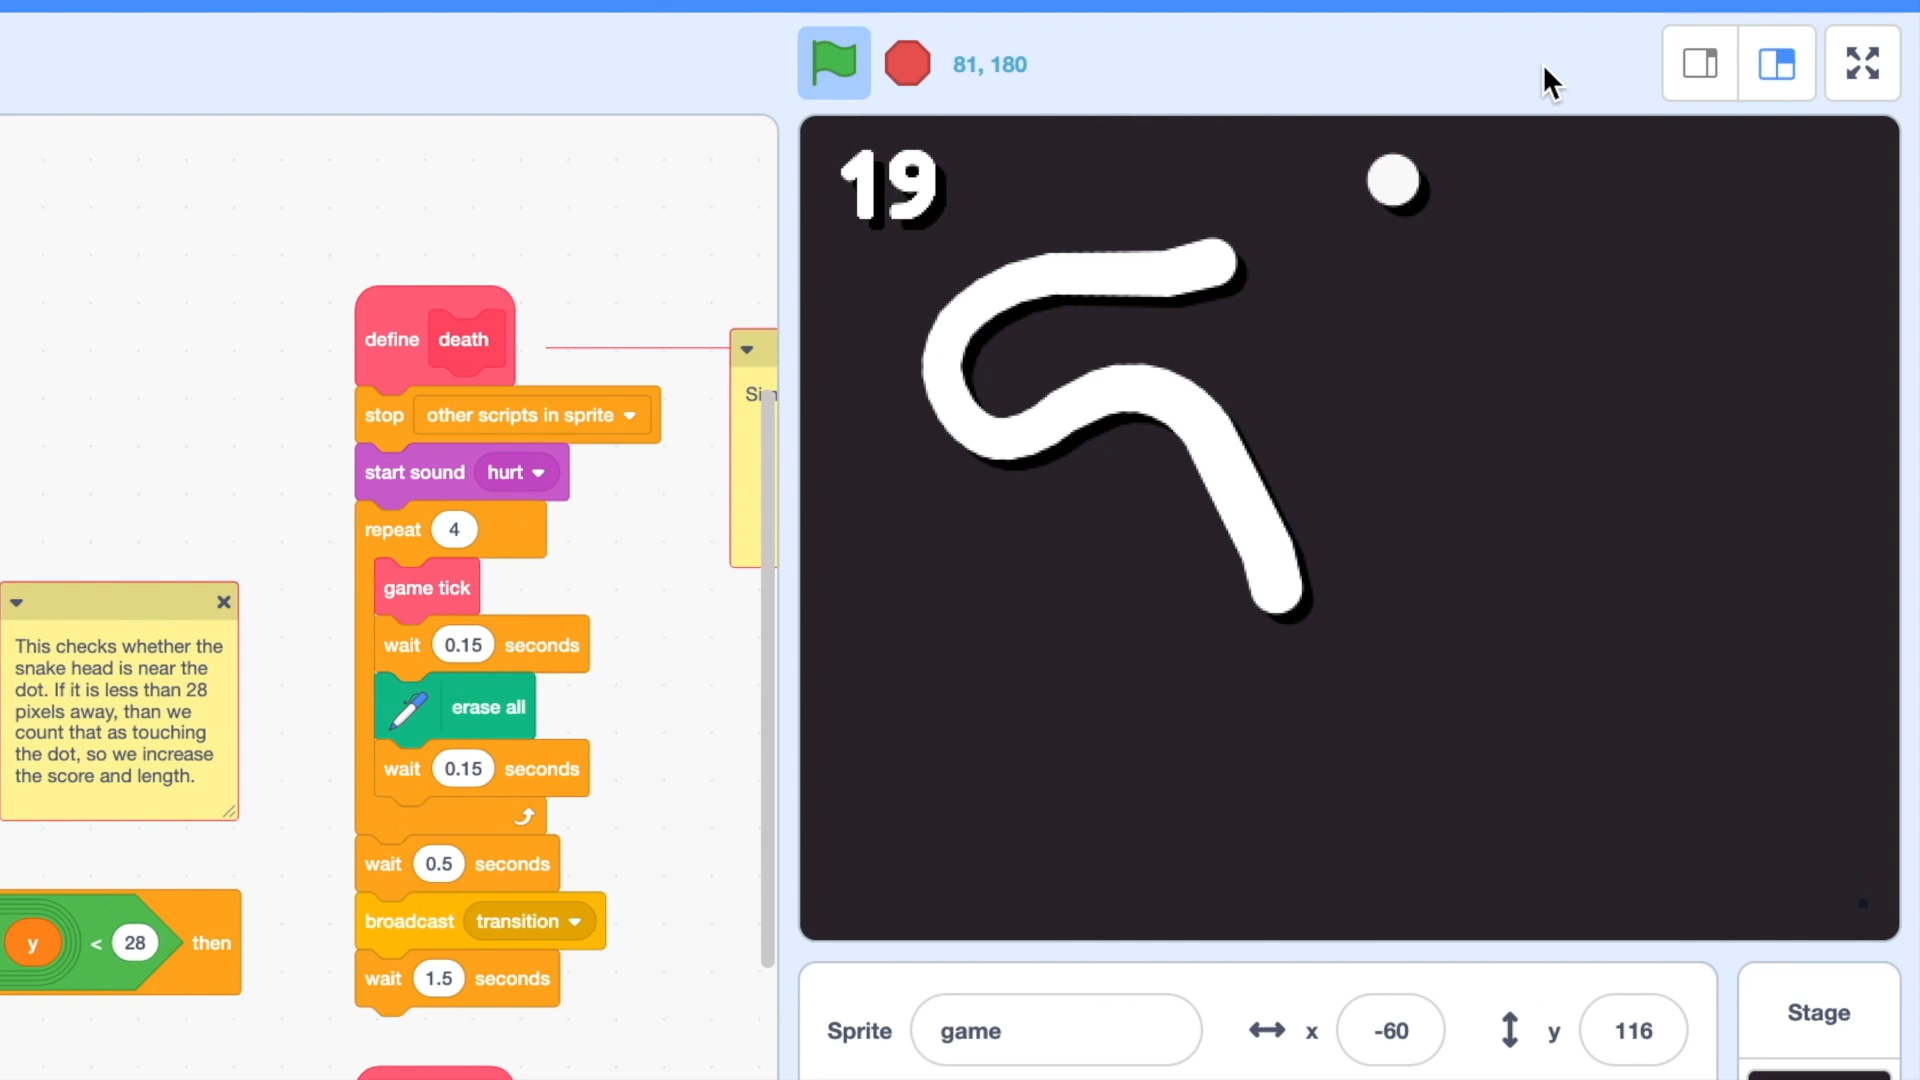 81, 180
19
define death
stop other scripts in sprite
start sound hurt
repeat 4
game tick
wait 0.15 seconds
erase all
wait 0.15 seconds
wait 0.5 seconds
broadcast transition
wait 1.5 seconds
This checks whether the
snake head is near the
dot. If it is less than 28
pixels away, than we
count that as touching
the dot, so we increase
the score and length.
y < 28 then
Sprite game x -60 y 116
Stage